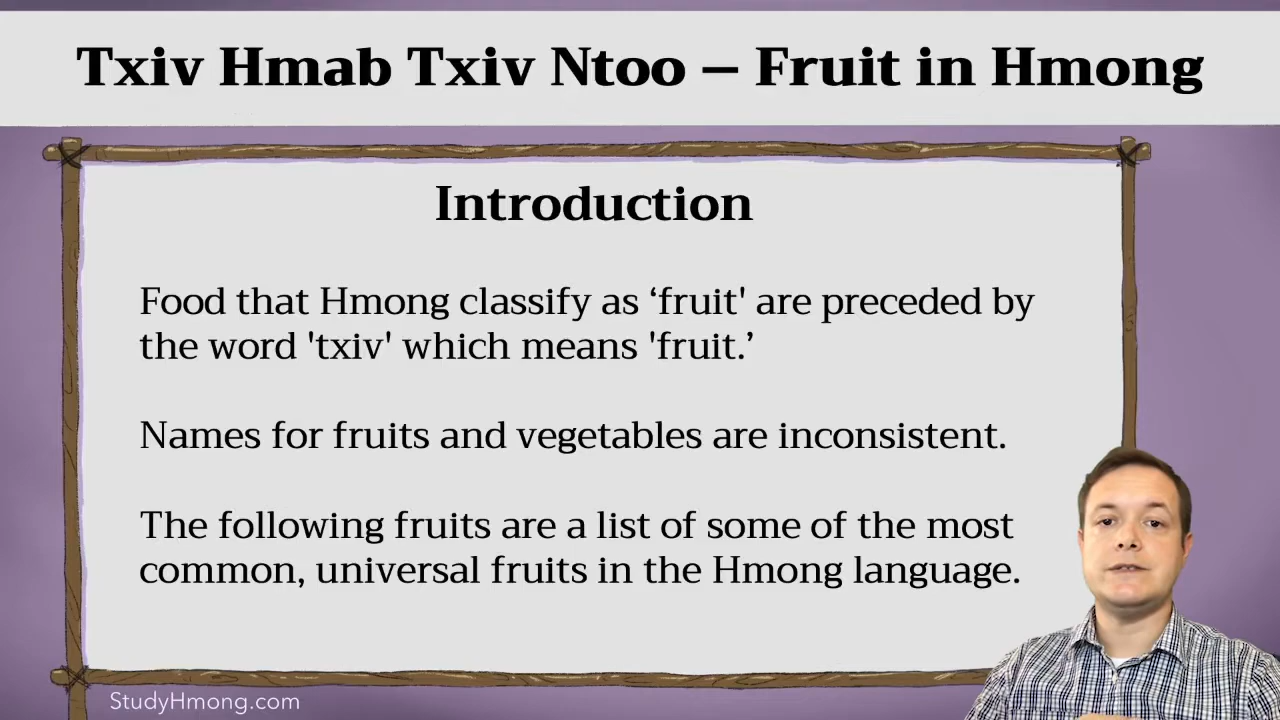 Txiv Hmab Txiv Ntoo – Fruit in Hmong
Introduction
Food that Hmong classify as ‘fruit' are preceded by
the word 'txiv' which means 'fruit.’
Names for fruits and vegetables are inconsistent.
The following fruits are a list of some of the most
common, universal fruits in the Hmong language.
StudyHmong.com